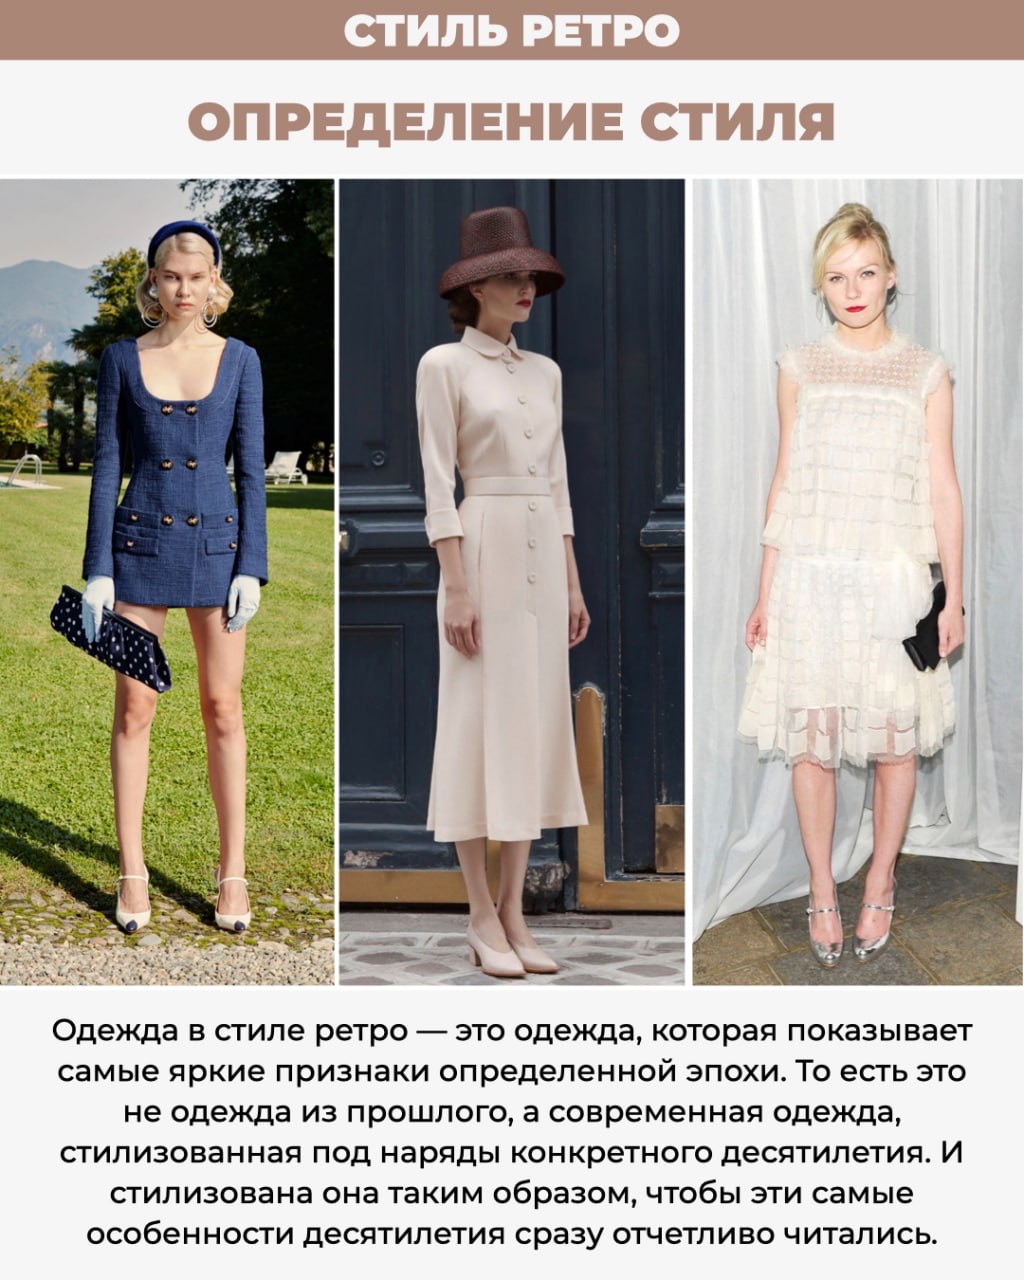 СТИЛЬ РЕТРО
ОПРЕДЕЛЕНИЕ СТИЛЯ
Одежда в стиле ретро — это одежда, которая показывает
самые яркие признаки определенной эпохи. То есть это
не одежда из прошлого, а современная одежда,
стилизованная под наряды конкретного десятилетия. И
стилизована она таким образом, чтобы эти самые
особенности десятилетия сразу отчетливо читались.